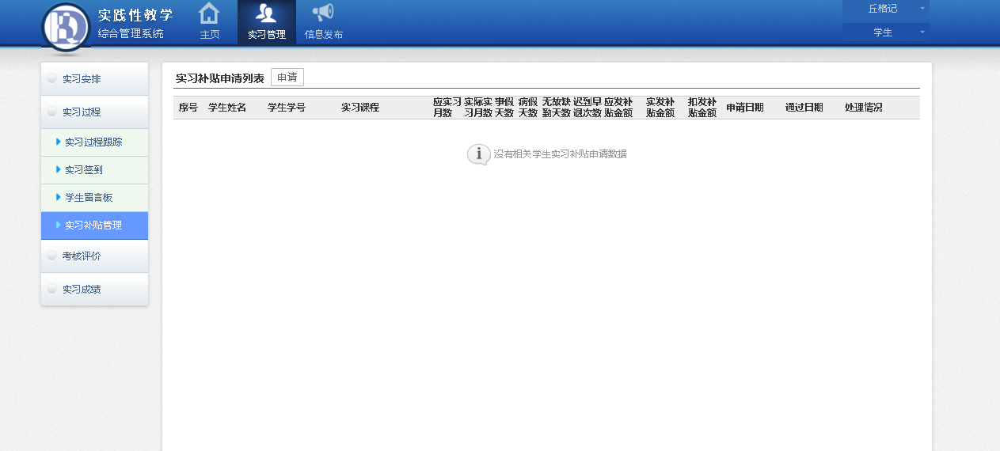 实践性教学
综合管理系统
主页
实习管理
信息发布
丘格记
学生
实习安排
实习过程
实习过程跟踪
实习签到
学生留言板
实习补贴管理
考核评价
实习成绩
实习补贴申请列表 申请
序号 学生姓名 学生学号 实习课程 应实习月数 实际实习月数 事假天数 病假天数 无故缺勤天数 迟到早退次数 应发补贴金额 实发补贴金额 扣发补贴金额 申请日期 通过日期 处理情况
没有相关学生实习补贴申请数据